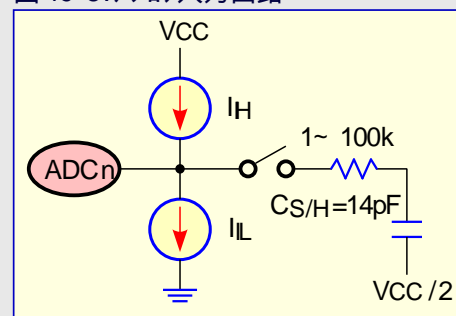 VCC
IH
1~ 100k
ADCn
CS/H=14pF
IIL
VCC/2